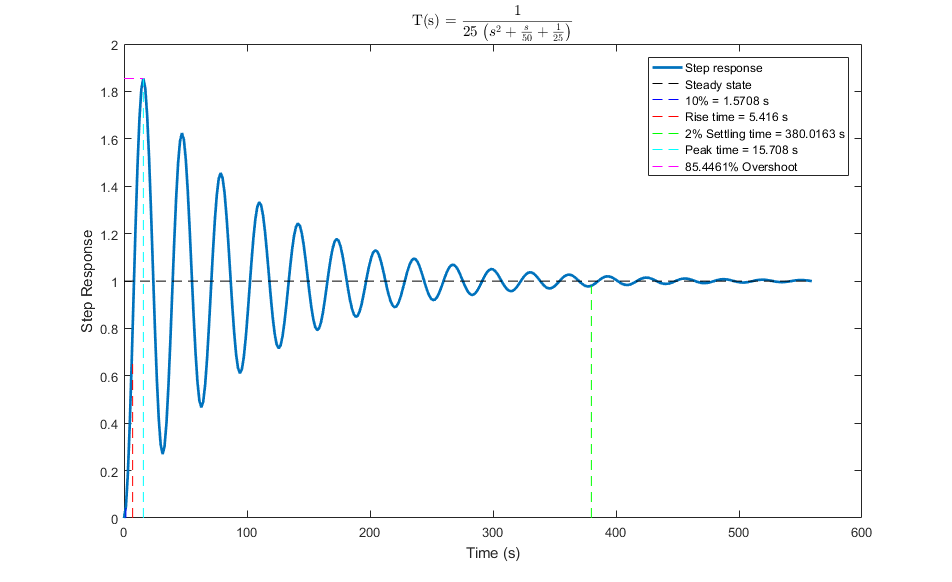 T(s) = 1 / 25 (s² + s/50 + 1/25)
2
1.8
1.6
1.4
1.2
1
0.8
0.6
0.4
0.2
0
Step Response
Step response
Steady state
10% = 1.5708 s
Rise time = 5.416 s
2% Settling time = 380.0163 s
Peak time = 15.708 s
85.4461% Overshoot
0 100 200 300 400 500 600
Time (s)